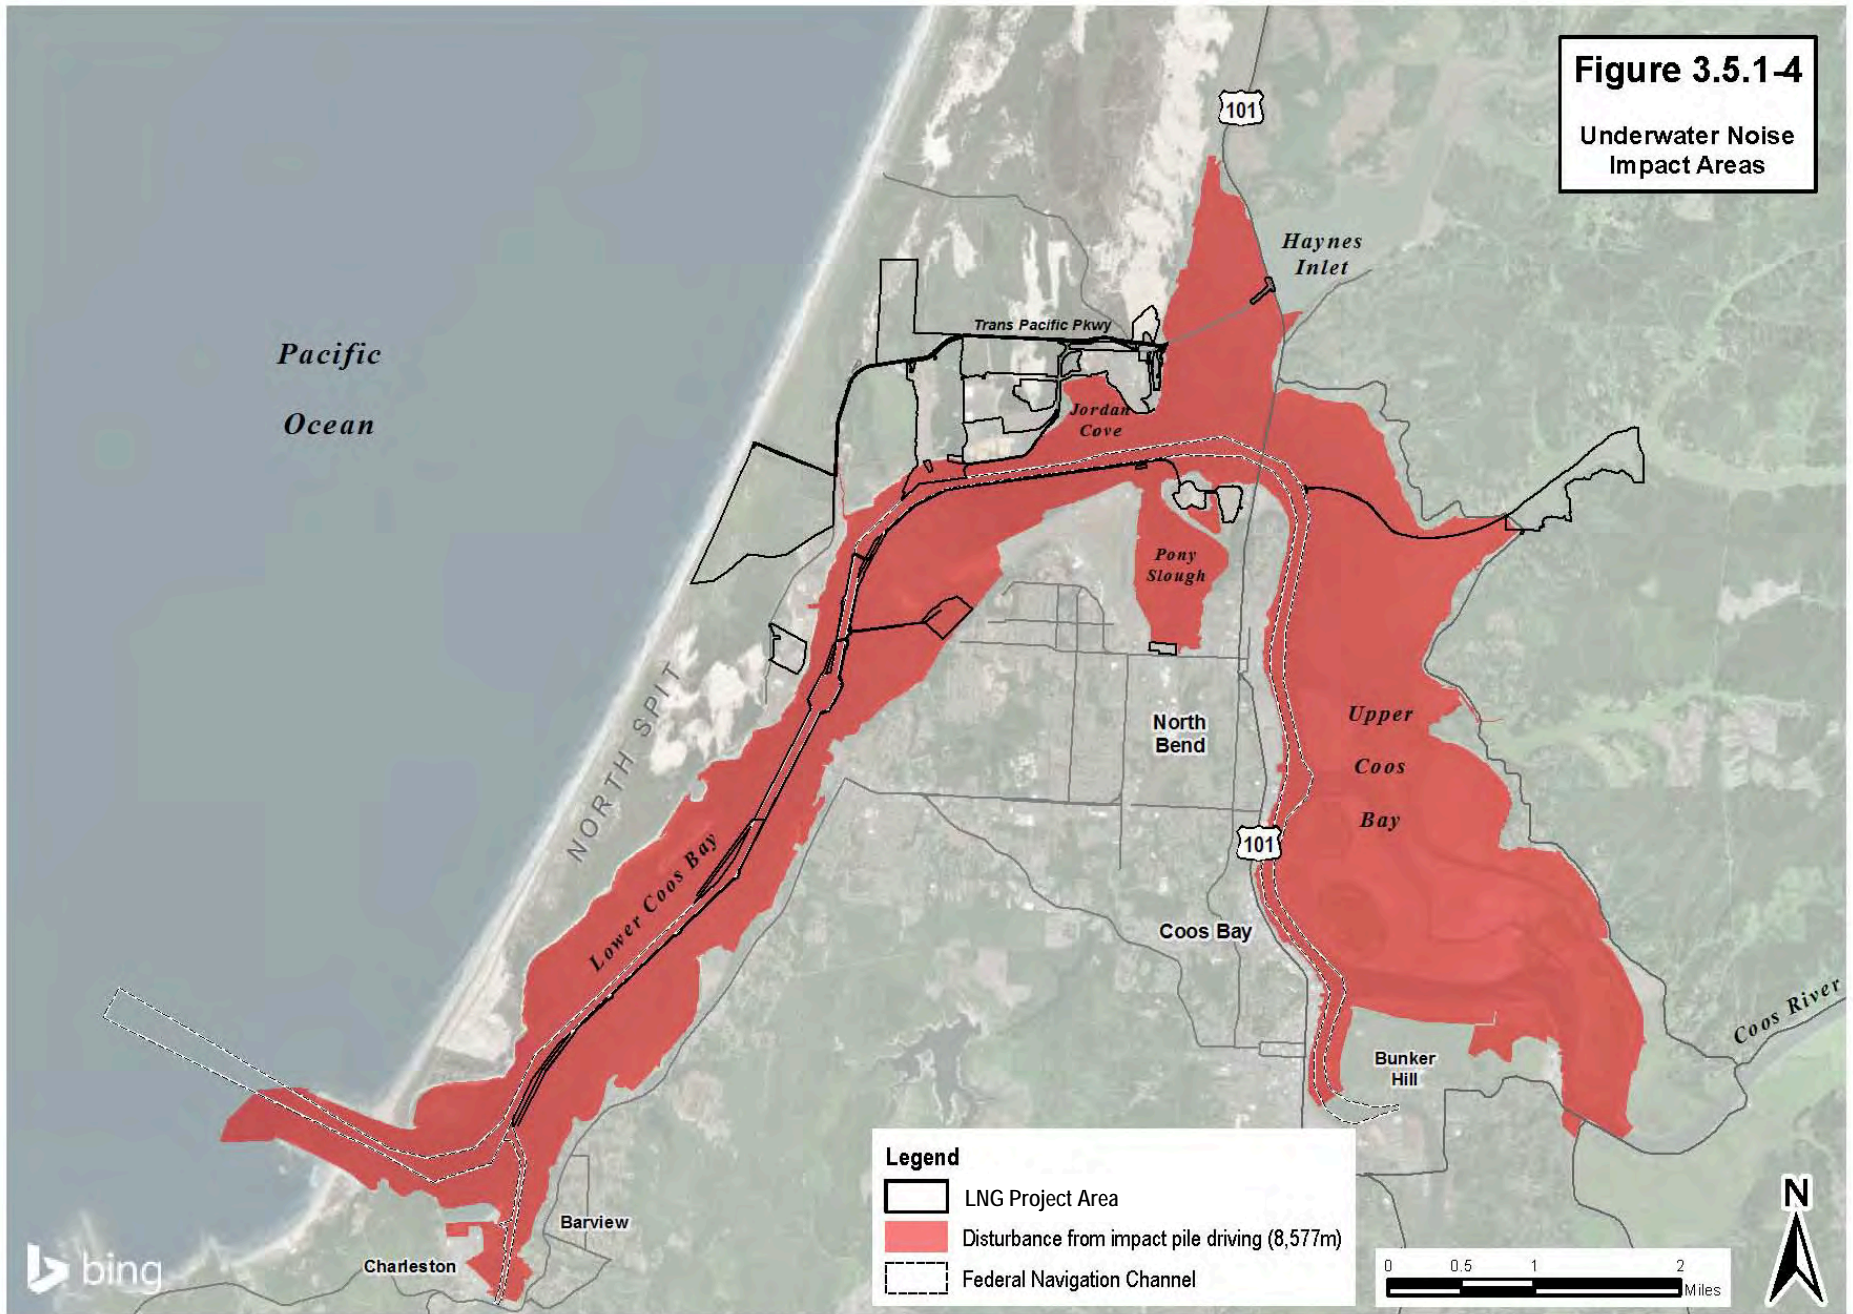 Figure 3.5.1-4
Underwater Noise
Impact Areas
101
Haynes
Inlet
Trans Pacific Pkwy
Pacific
Ocean
Jordan
Cove
Pony
Slough
NORTH SPIT
North
Bend
Upper
Coos
Bay
101
Lower Coos Bay
Coos Bay
Coos River
Bunker
Hill
Barview
Charleston
bing
Legend
LNG Project Area
Disturbance from impact pile driving (8,577m)
Federal Navigation Channel
0 0.5 1 2
Miles
N